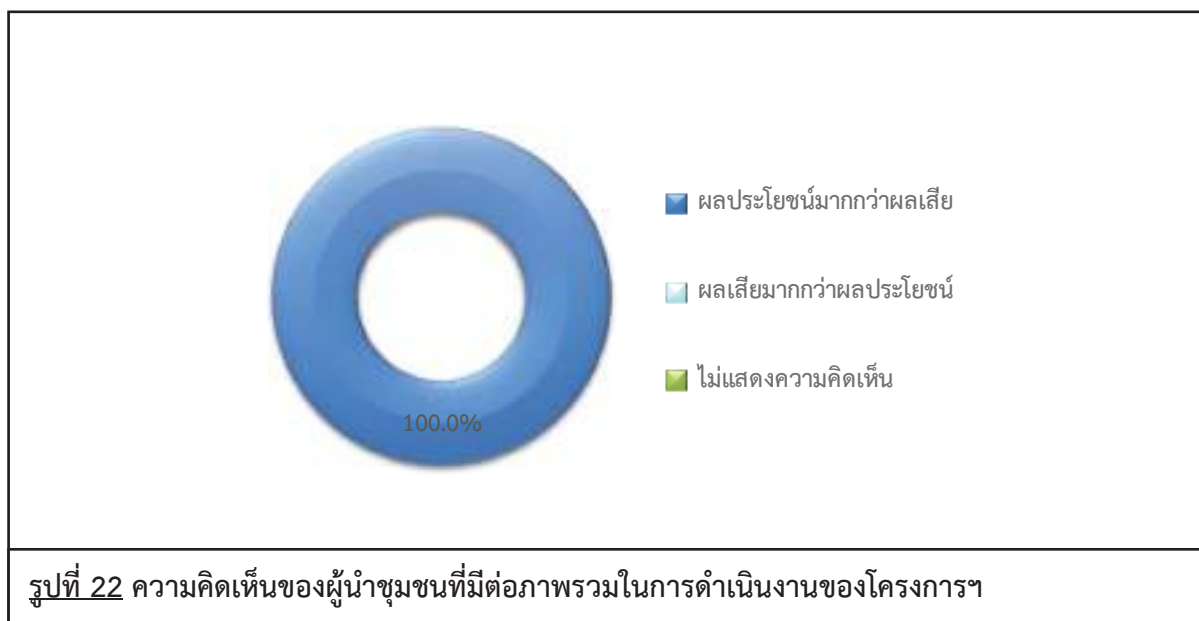 ผลประโยชน์มากกว่าผลเสีย
ผลเสียมากกว่าผลประโยชน์
ไม่แสดงความคิดเห็น
100.0%
รูปที่ 22 ความคิดเห็นของผู้นำชุมชนที่มีต่อภาพรวมในการดำเนินงานของโครงการฯ